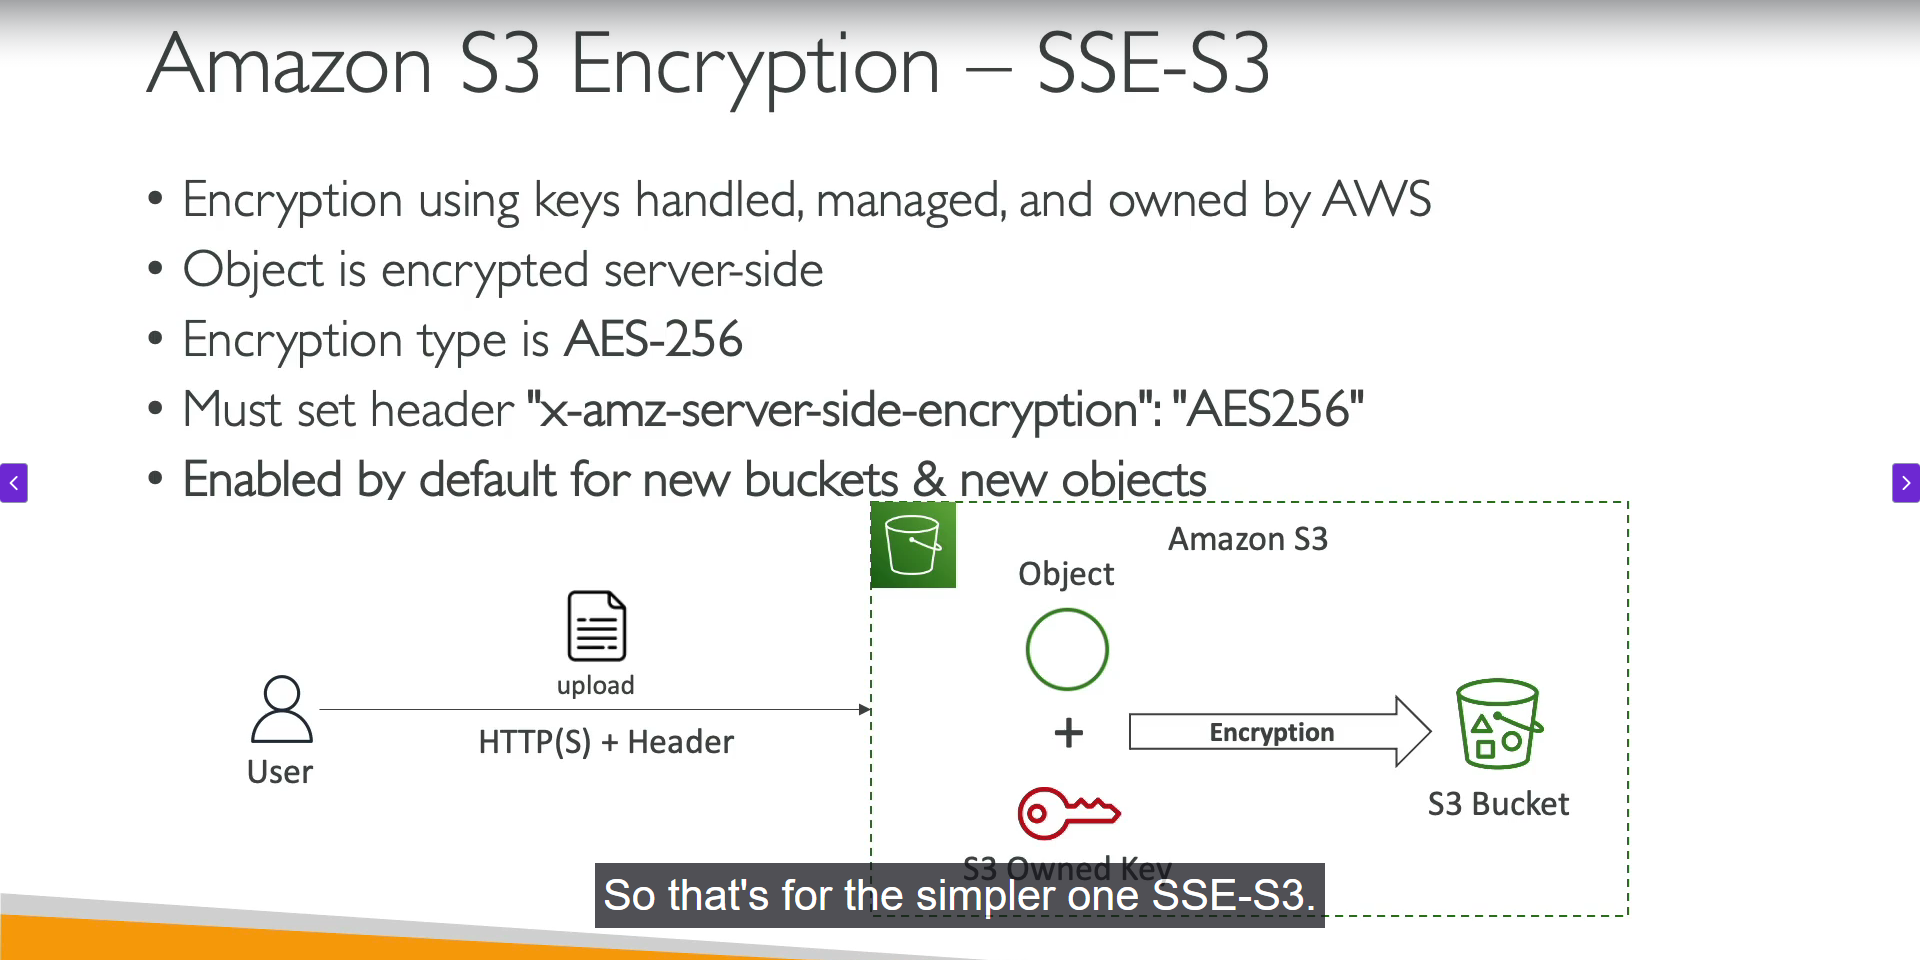 Amazon S3 Encryption – SSE-S3
• Encryption using keys handled, managed, and owned by AWS
• Object is encrypted server-side
• Encryption type is AES-256
• Must set header "x-amz-server-side-encryption": "AES256"
• Enabled by default for new buckets & new objects
Amazon S3
Object
upload
HTTP(S) + Header
User
+
Encryption
S3 Bucket
S3 Owned Key
So that's for the simpler one SSE-S3.